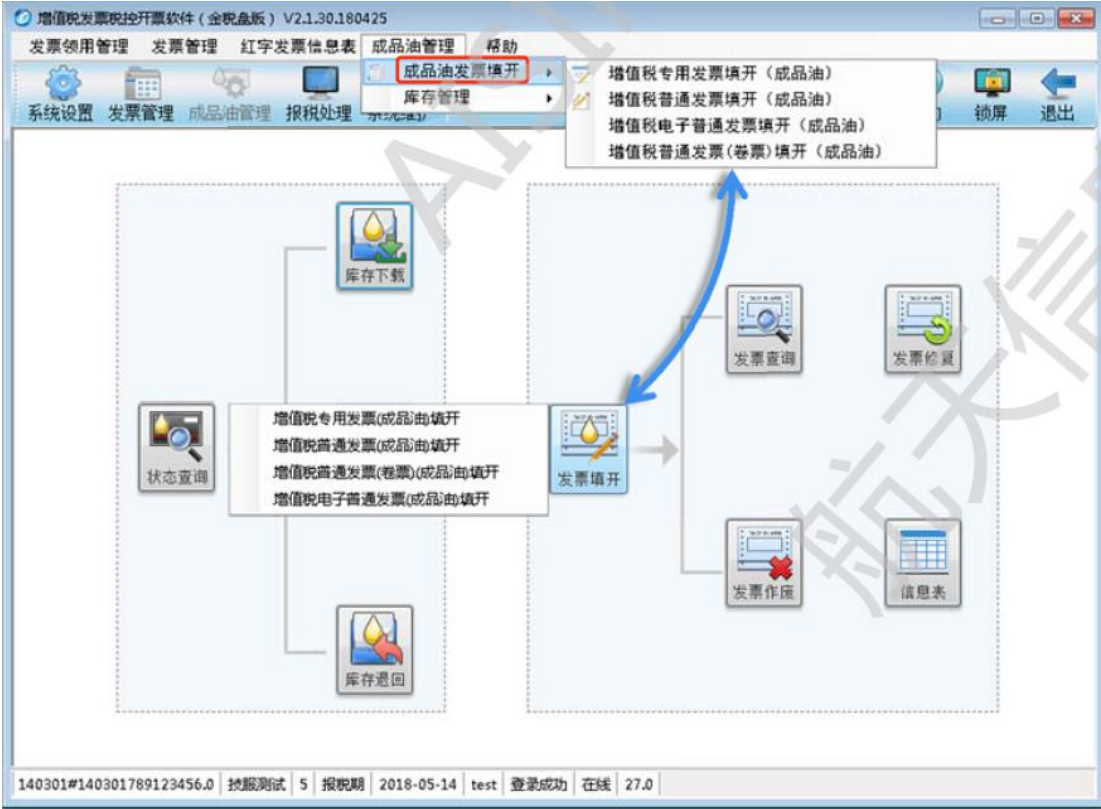 增值税发票税控开票软件(金税盘版) V2.1.30.180425
发票领用管理 发票管理 红字发票信息表 成品油管理 帮助
成品油发票填开
库存管理
增值税专用发票填开(成品油)
增值税普通发票填开(成品油)
增值税电子普通发票填开(成品油)
增值税普通发票(卷票)填开(成品油)
系统设置 发票管理 成品油管理 报税处理 锁屏 退出
库存下载
发票查询 发票修复
增值税专用发票(成品油)填开
增值税普通发票(成品油)填开
增值税普通发票(卷票)(成品油)填开
增值税电子普通发票(成品油)填开
状态查询 发票填开
发票作废 信息表
库存退回
140301#140301789123456.0 技服测试 5 报税期 2018-05-14 test 登录成功 在线 27.0
航天信